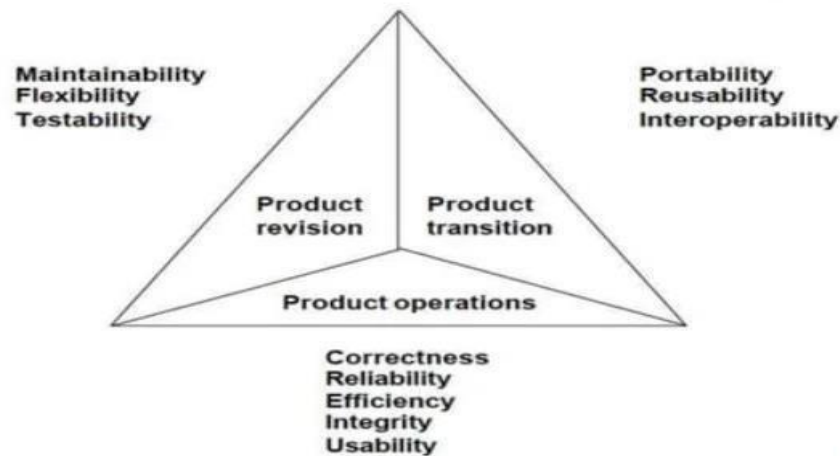 Maintainability
Flexibility
Testability
Portability
Reusability
Interoperability
Product
revision
Product
transition
Product operations
Correctness
Reliability
Efficiency
Integrity
Usability